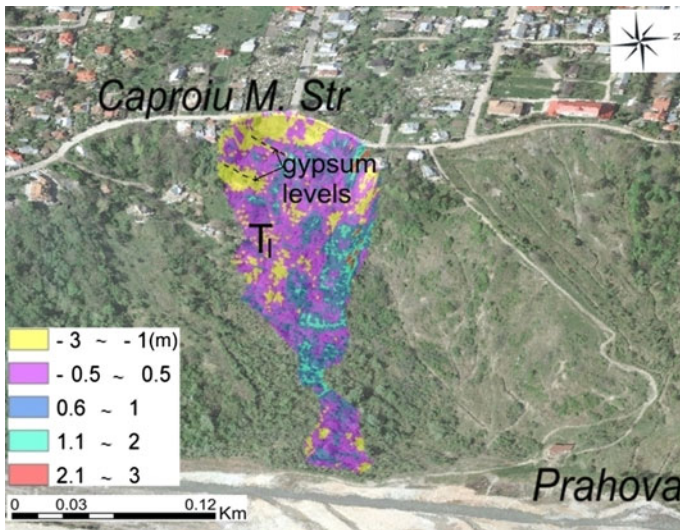 N
Caproiu M. Str
gypsum
levels
Tl
- 3 ~ - 1(m)
- 0.5 ~ 0.5
0.6 ~ 1
1.1 ~ 2
2.1 ~ 3
0 0.03 0.12
Km
Prahova